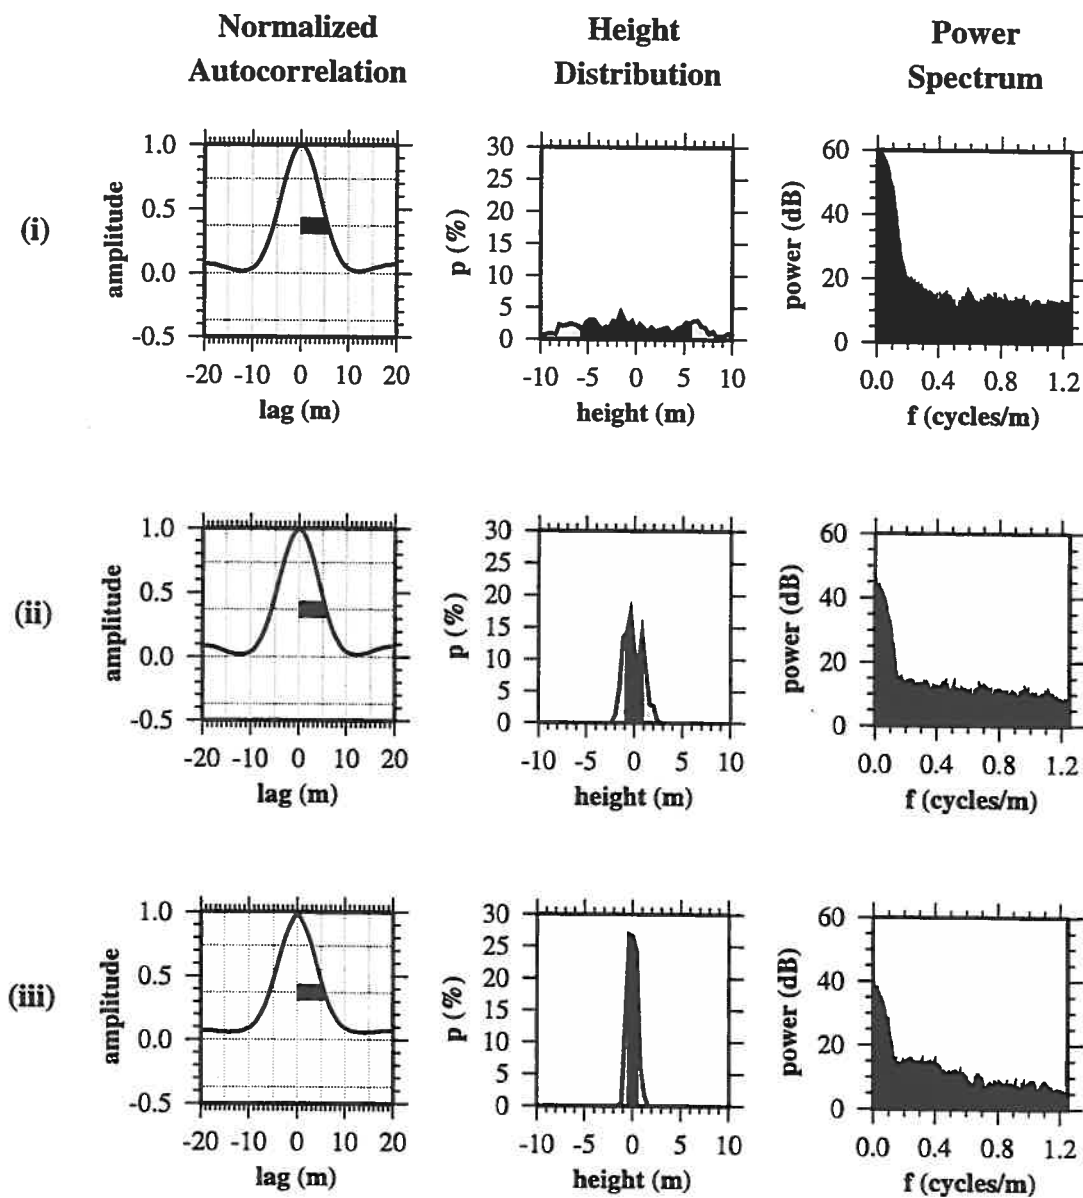 Normalized
Autocorrelation
Height
Distribution
Power
Spectrum
(i)
amplitude
1.0
0.5
0.0
-0.5
-20 -10 0 10 20
lag (m)
p (%)
30
25
20
15
10
5
0
-10 -5 0 5 10
height (m)
power (dB)
60
40
20
0
0.0 0.4 0.8 1.2
f (cycles/m)
(ii)
amplitude
1.0
0.5
0.0
-0.5
-20 -10 0 10 20
lag (m)
p (%)
30
25
20
15
10
5
0
-10 -5 0 5 10
height (m)
power (dB)
60
40
20
0
0.0 0.4 0.8 1.2
f (cycles/m)
(iii)
amplitude
1.0
0.5
0.0
-0.5
-20 -10 0 10 20
lag (m)
p (%)
30
25
20
15
10
5
0
-10 -5 0 5 10
height (m)
power (dB)
60
40
20
0
0.0 0.4 0.8 1.2
f (cycles/m)